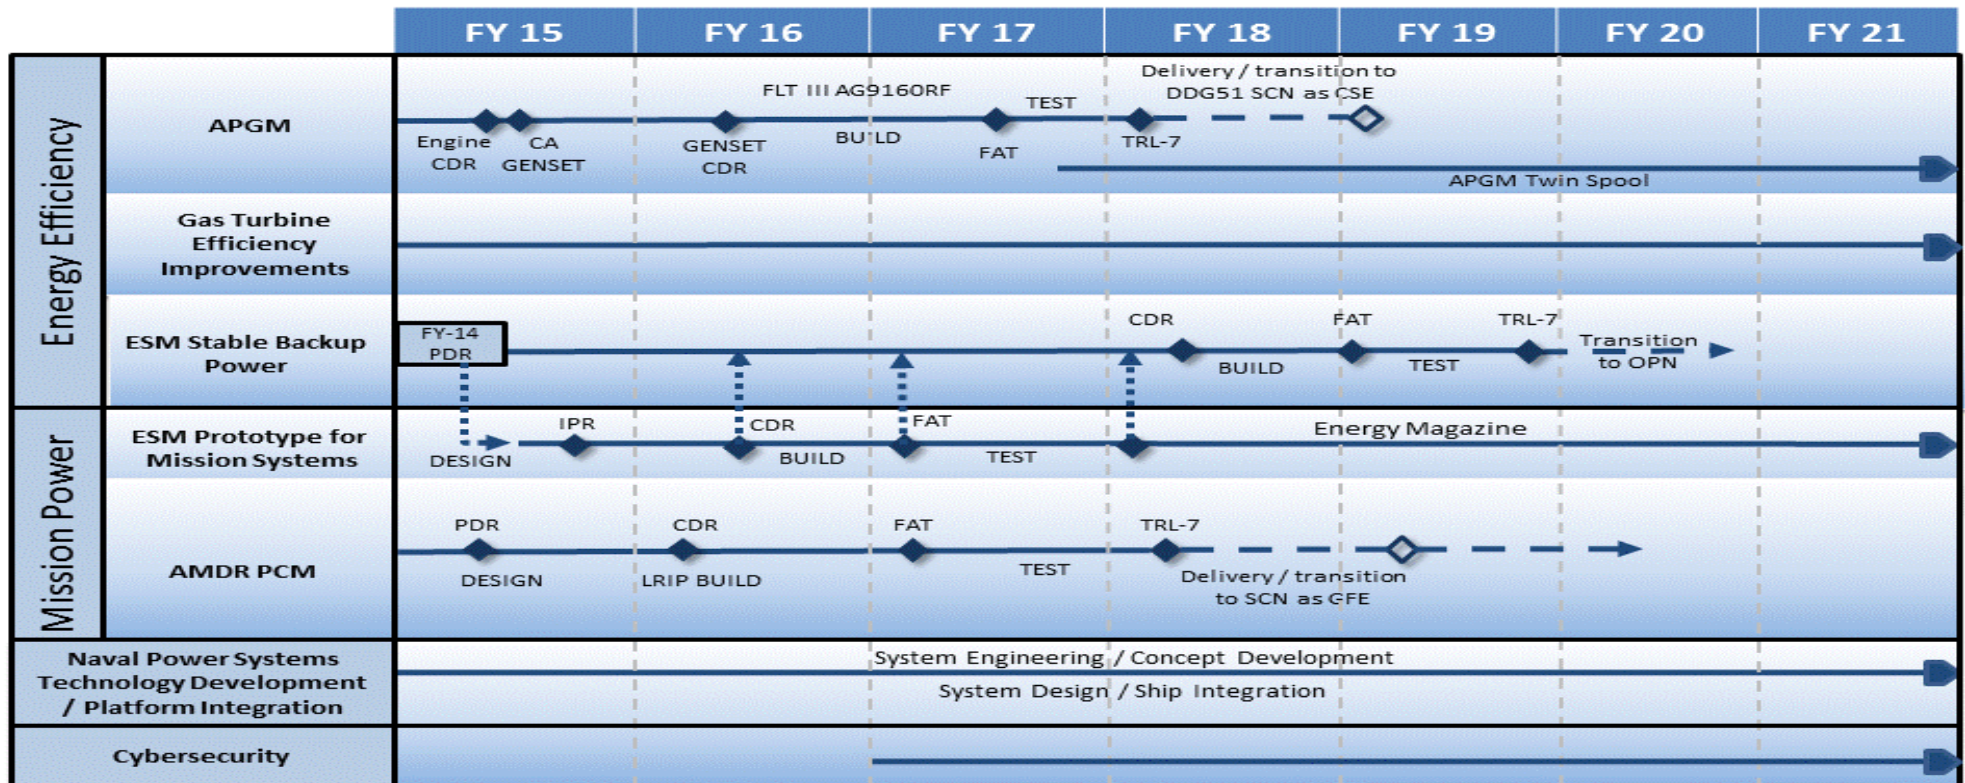 FY 15 FY 16 FY 17 FY 18 FY 19 FY 20 FY 21
Energy Efficiency
APGM
FLT III AG9160RF
TEST
Delivery / transition to
DDG51 SCN as CSE
Engine
CDR
CA
GENSET
GENSET
CDR
BUILD
FAT
TRL-7
APGM Twin Spool
Gas Turbine
Efficiency
Improvements
ESM Stable Backup
Power
FY-14
PDR
CDR
FAT
TRL-7
BUILD
TEST
Transition
to OPN
Mission Power
ESM Prototype for
Mission Systems
IPR
CDR
FAT
Energy Magazine
DESIGN
BUILD
TEST
AMDR PCM
PDR
CDR
FAT
TRL-7
DESIGN
LRIP BUILD
TEST
Delivery / transition
to SCN as GFE
Naval Power Systems
Technology Development
/ Platform Integration
System Engineering / Concept Development
System Design / Ship Integration
Cybersecurity